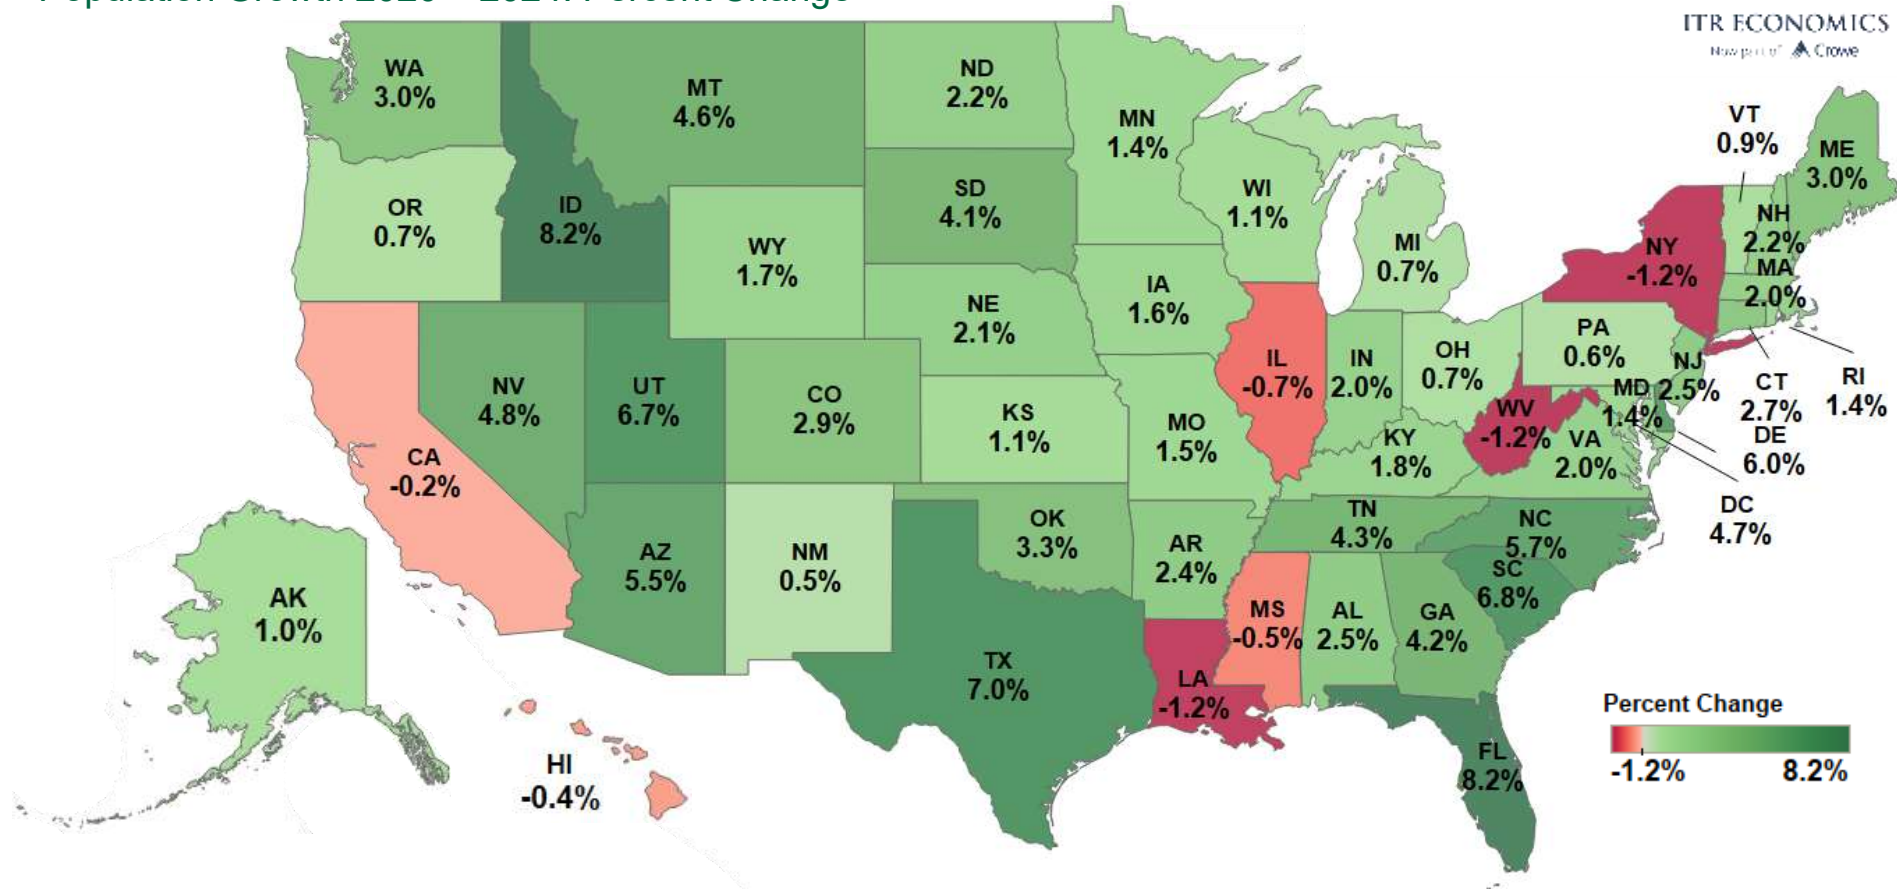 ITR ECONOMICS
Now part of Crowe
WA
3.0%
MT
4.6%
ND
2.2%
MN
1.4%
VT
0.9%
ME
3.0%
OR
0.7%
ID
8.2%
SD
4.1%
WI
1.1%
NH
2.2%
WY
1.7%
MI
0.7%
NY
-1.2%
MA
2.0%
NE
2.1%
IA
1.6%
PA
0.6%
NV
4.8%
UT
6.7%
CO
2.9%
KS
1.1%
MO
1.5%
IL
-0.7%
IN
2.0%
OH
0.7%
NJ
2.5%
MD
1.4%
CT
2.7%
RI
1.4%
CA
-0.2%
KY
1.8%
WV
-1.2%
VA
2.0%
DE
6.0%
DC
4.7%
AZ
5.5%
NM
0.5%
OK
3.3%
AR
2.4%
TN
4.3%
NC
5.7%
SC
6.8%
AK
1.0%
TX
7.0%
LA
-1.2%
MS
-0.5%
AL
2.5%
GA
4.2%
HI
-0.4%
FL
8.2%
Percent Change
-1.2% 8.2%